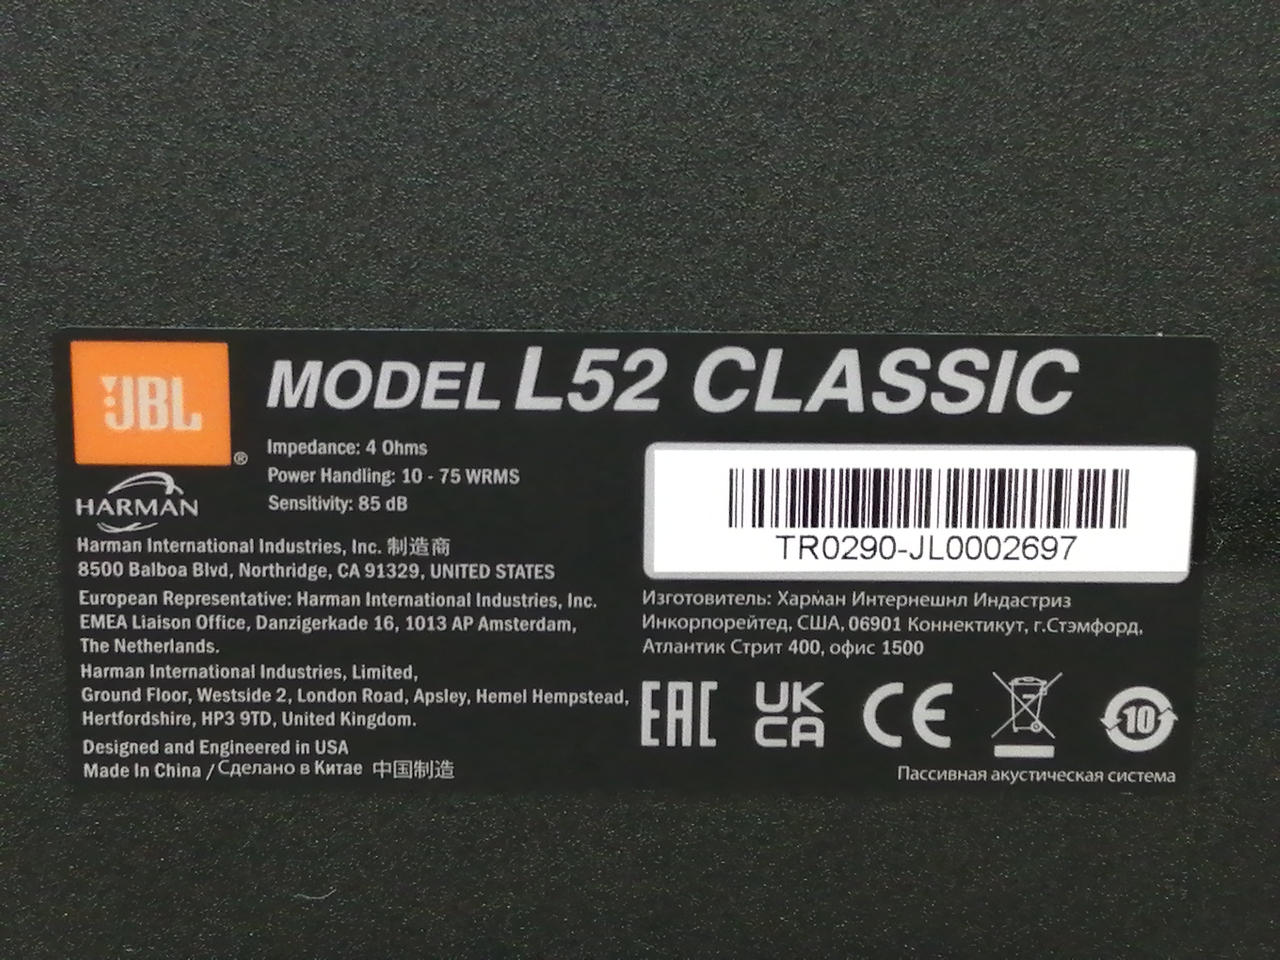 JBL
®
HARMAN
MODEL L52 CLASSIC
Impedance: 4 Ohms
Power Handling: 10 - 75 WRMS
Sensitivity: 85 dB
Harman International Industries, Inc. 制造商
8500 Balboa Blvd, Northridge, CA 91329, UNITED STATES
European Representative: Harman International Industries, Inc.
EMEA Liaison Office, Danzigerkade 16, 1013 AP Amsterdam,
The Netherlands.
Harman International Industries, Limited,
Ground Floor, Westside 2, London Road, Apsley, Hemel Hempstead,
Hertfordshire, HP3 9TD, United Kingdom.
Designed and Engineered in USA
Made In China / Сделано в Китае 中国制造
TR0290-JL0002697
Изготовитель: Харман Интернешнл Индастриз
Инкорпорейтед, США, 06901 Коннектикут, г.Стэмфорд,
Атлантик Стрит 400, офис 1500
EAC UK CA CE 10
Пассивная акустическая система